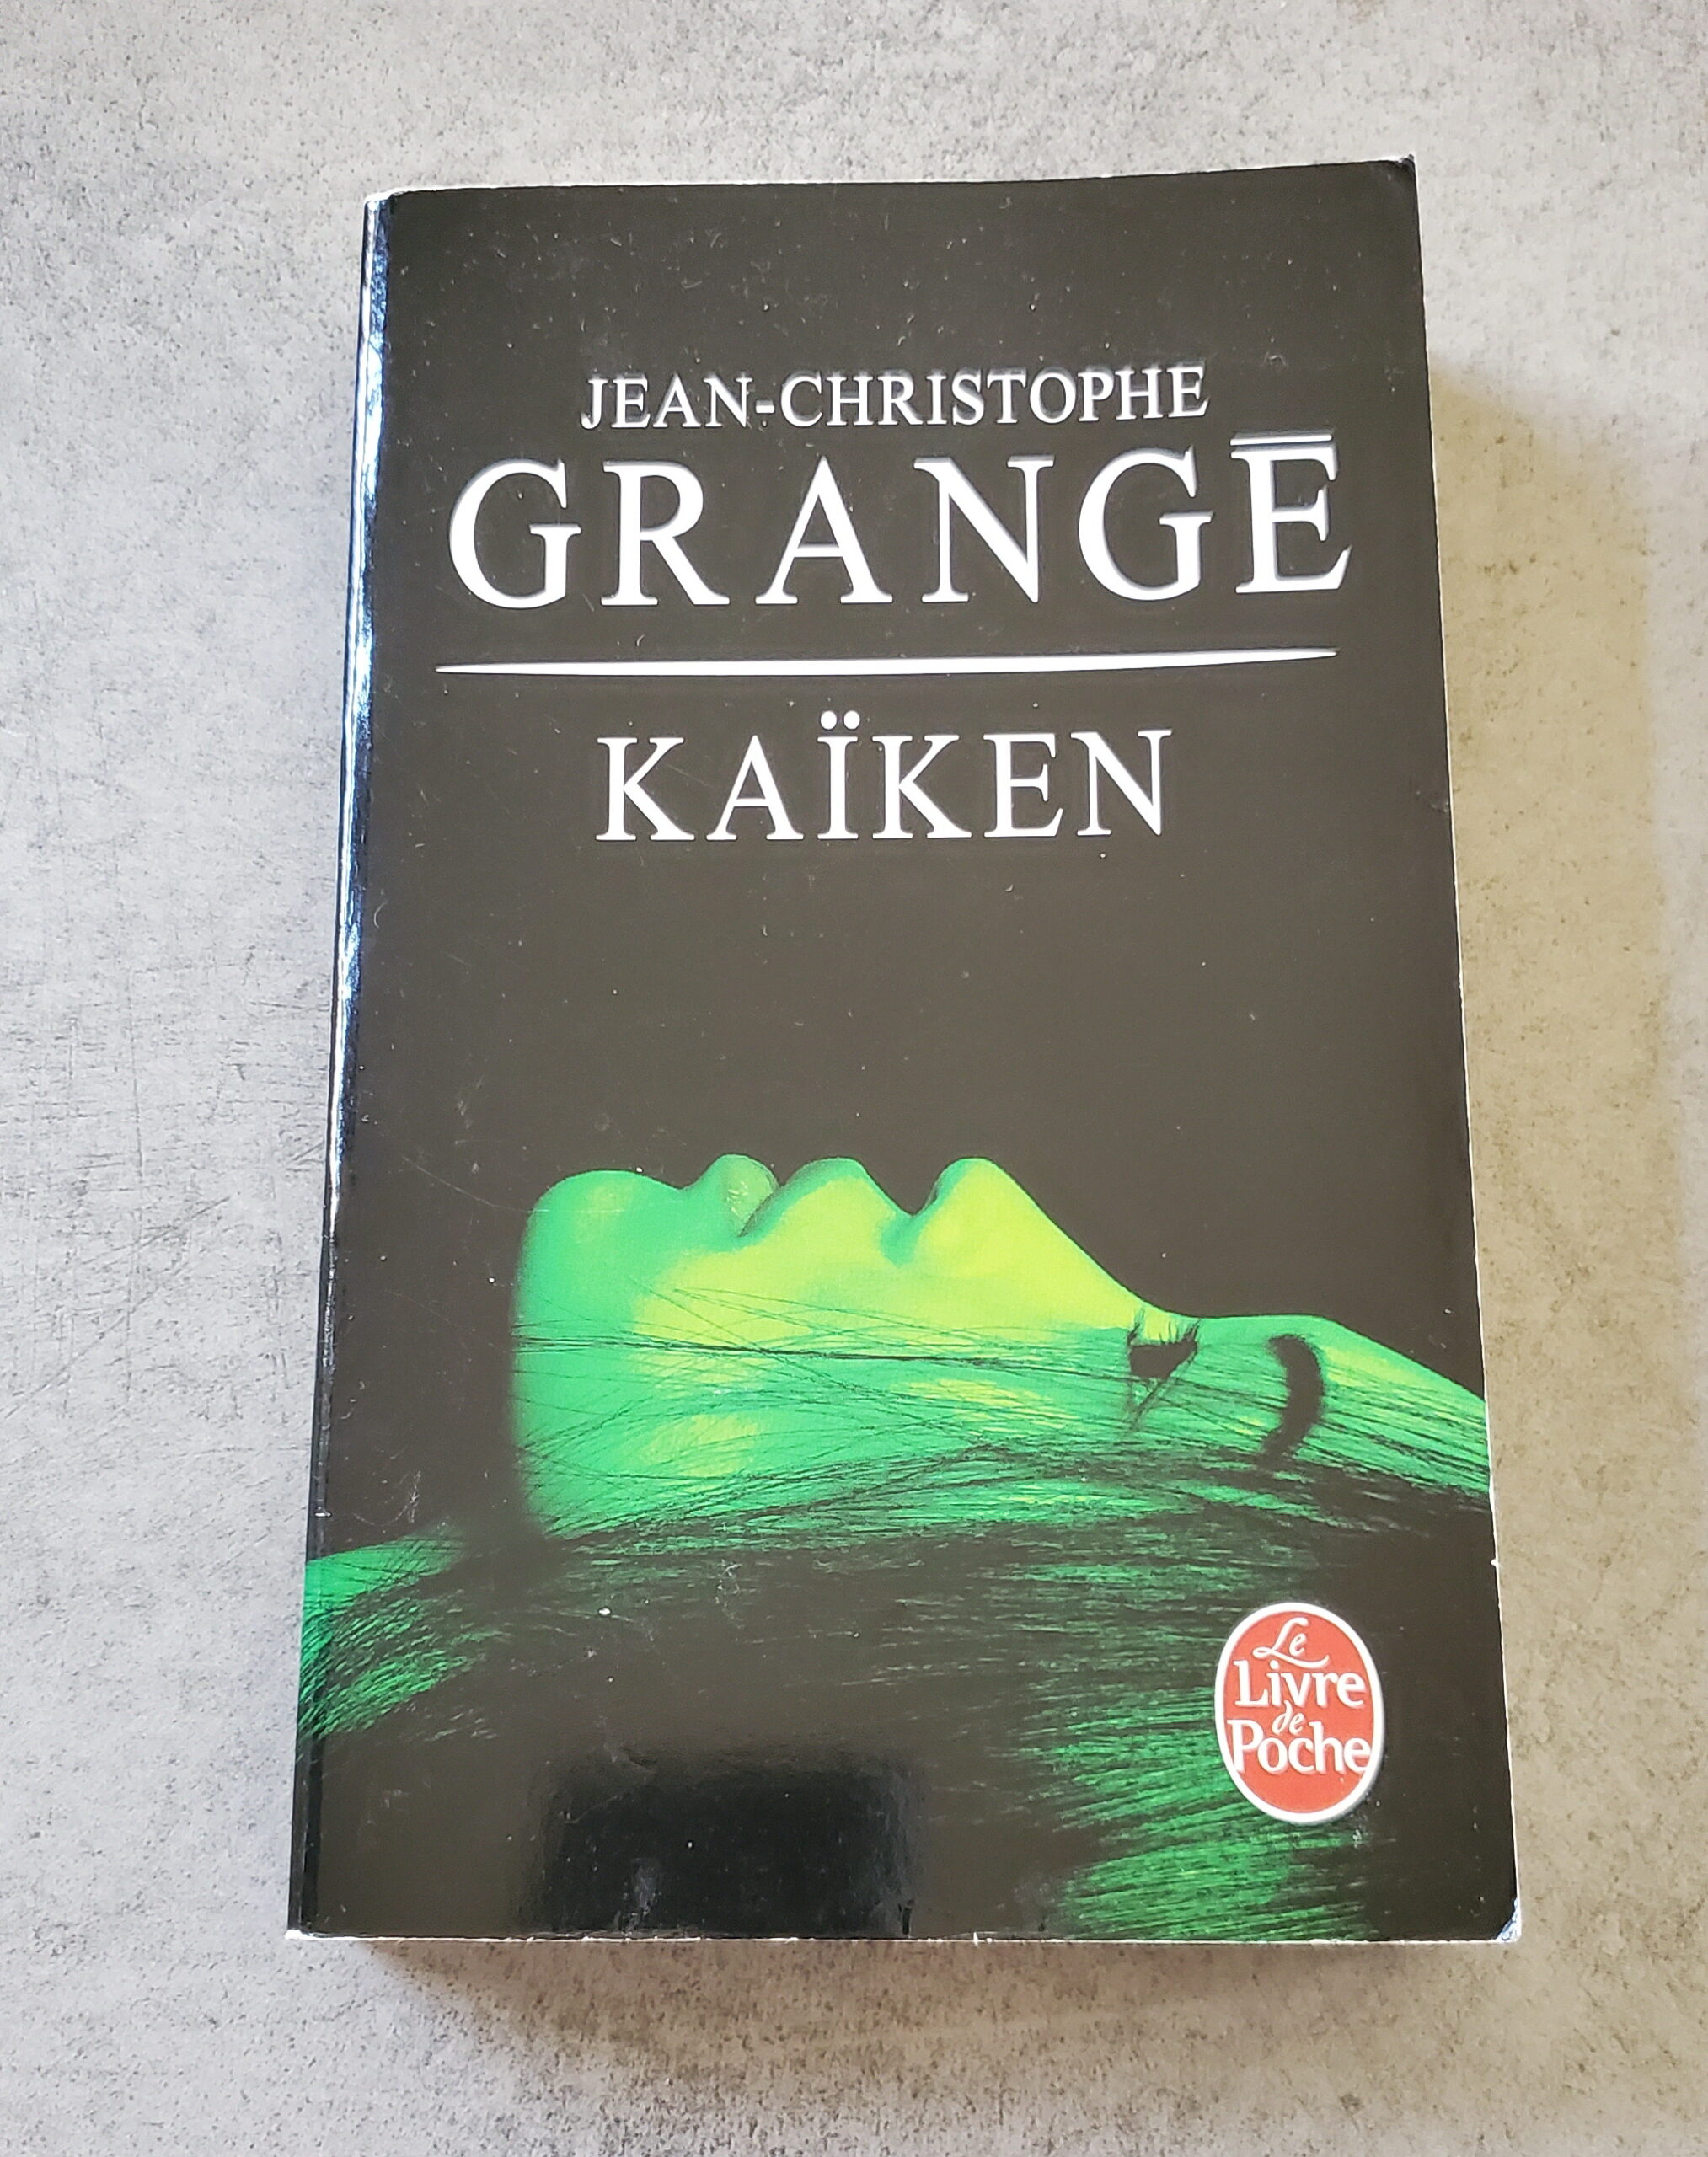 JEAN-CHRISTOPHE
GRANGĒ
KAÏKEN
Le
Livre
de
Poche